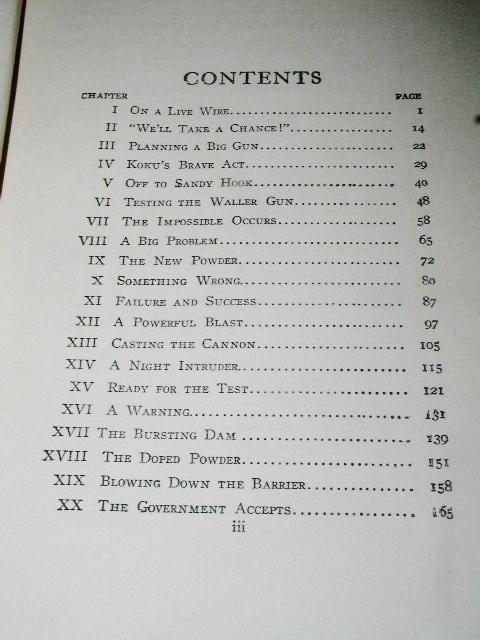 CONTENTS
CHAPTER PAGE
I On a Live Wire................................ 1
II "We'll Take a Chance!"................... 14
III Planning a Big Gun......................... 22
IV Koku's Brave Act............................ 29
V Off to Sandy Hook.......................... 40
VI Testing the Waller Gun.................. 48
VII The Impossible Occurs.................... 58
VIII A Big Problem................................. 65
IX The New Powder............................. 72
X Something Wrong............................ 80
XI Failure and Success......................... 87
XII A Powerful Blast............................. 97
XIII Casting the Cannon........................ 105
XIV A Night Intruder............................. 115
XV Ready for the Test........................... 121
XVI A Warning..................................... 131
XVII The Bursting Dam ......................... 139
XVIII The Doped Powder.......................... 151
XIX Blowing Down the Barrier............... 158
XX The Government Accepts................. 165
iii